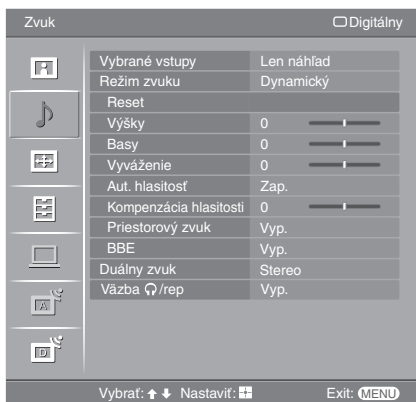 Zvuk Digitálny
Vybrané vstupy Len náhľad
Režim zvuku Dynamický
Reset
Výšky 0
Basy 0
Vyváženie 0
Aut. hlasitosť Zap.
Kompenzácia hlasitosti 0
Priestorový zvuk Vyp.
BBE Vyp.
Duálny zvuk Stereo
Väzba /rep Vyp.
A
D
Vybrať: Nastaviť: Exit: MENU